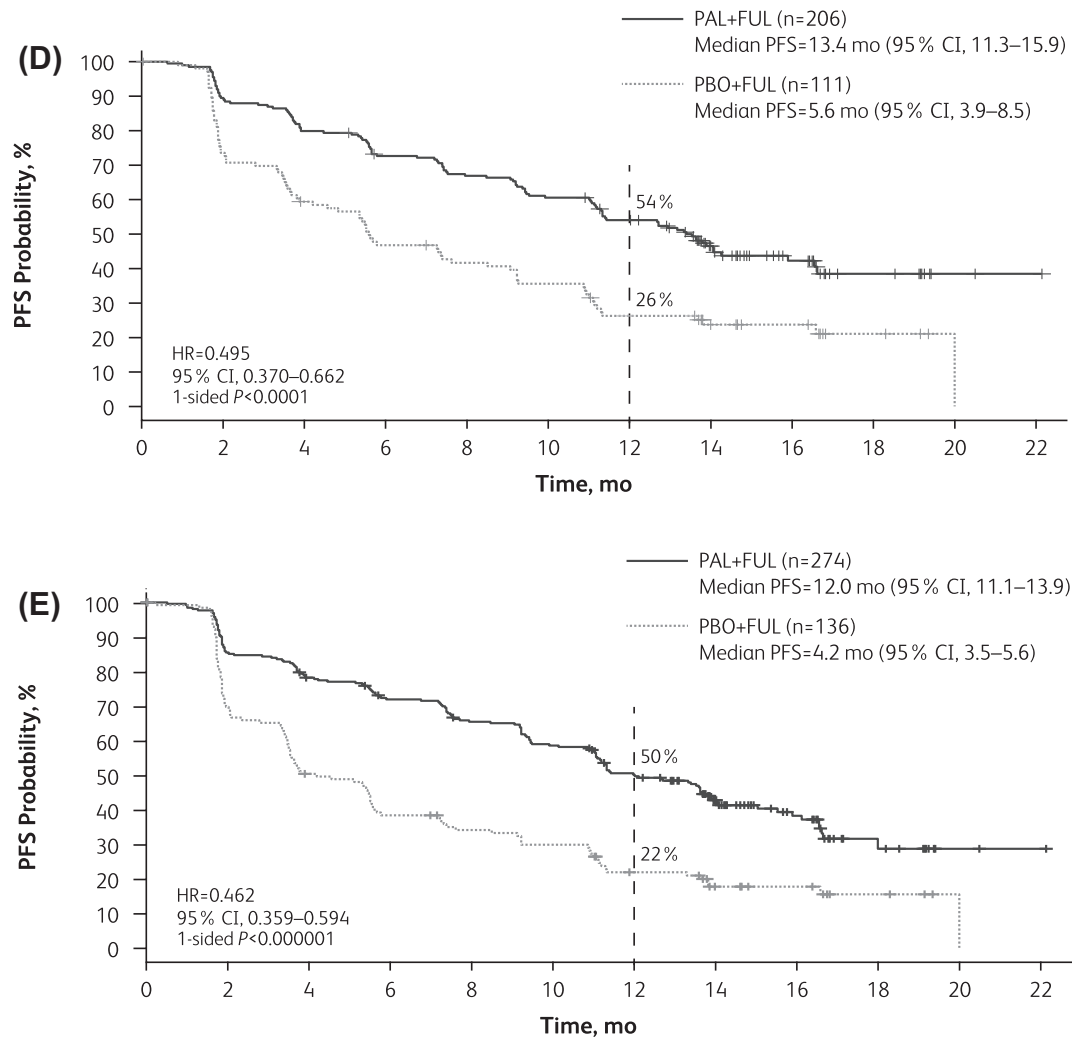 (D)
PAL+FUL (n=206)
Median PFS=13.4 mo (95% CI, 11.3–15.9)
PBO+FUL (n=111)
Median PFS=5.6 mo (95% CI, 3.9–8.5)
PFS Probability, %
100
90
80
70
60
50
40
30
20
10
0
54%
26%
HR=0.495
95% CI, 0.370–0.662
1-sided P<0.0001
0 2 4 6 8 10 12 14 16 18 20 22
Time, mo
(E)
PAL+FUL (n=274)
Median PFS=12.0 mo (95% CI, 11.1–13.9)
PBO+FUL (n=136)
Median PFS=4.2 mo (95% CI, 3.5–5.6)
PFS Probability, %
100
90
80
70
60
50
40
30
20
10
0
50%
22%
HR=0.462
95% CI, 0.359–0.594
1-sided P<0.000001
0 2 4 6 8 10 12 14 16 18 20 22
Time, mo